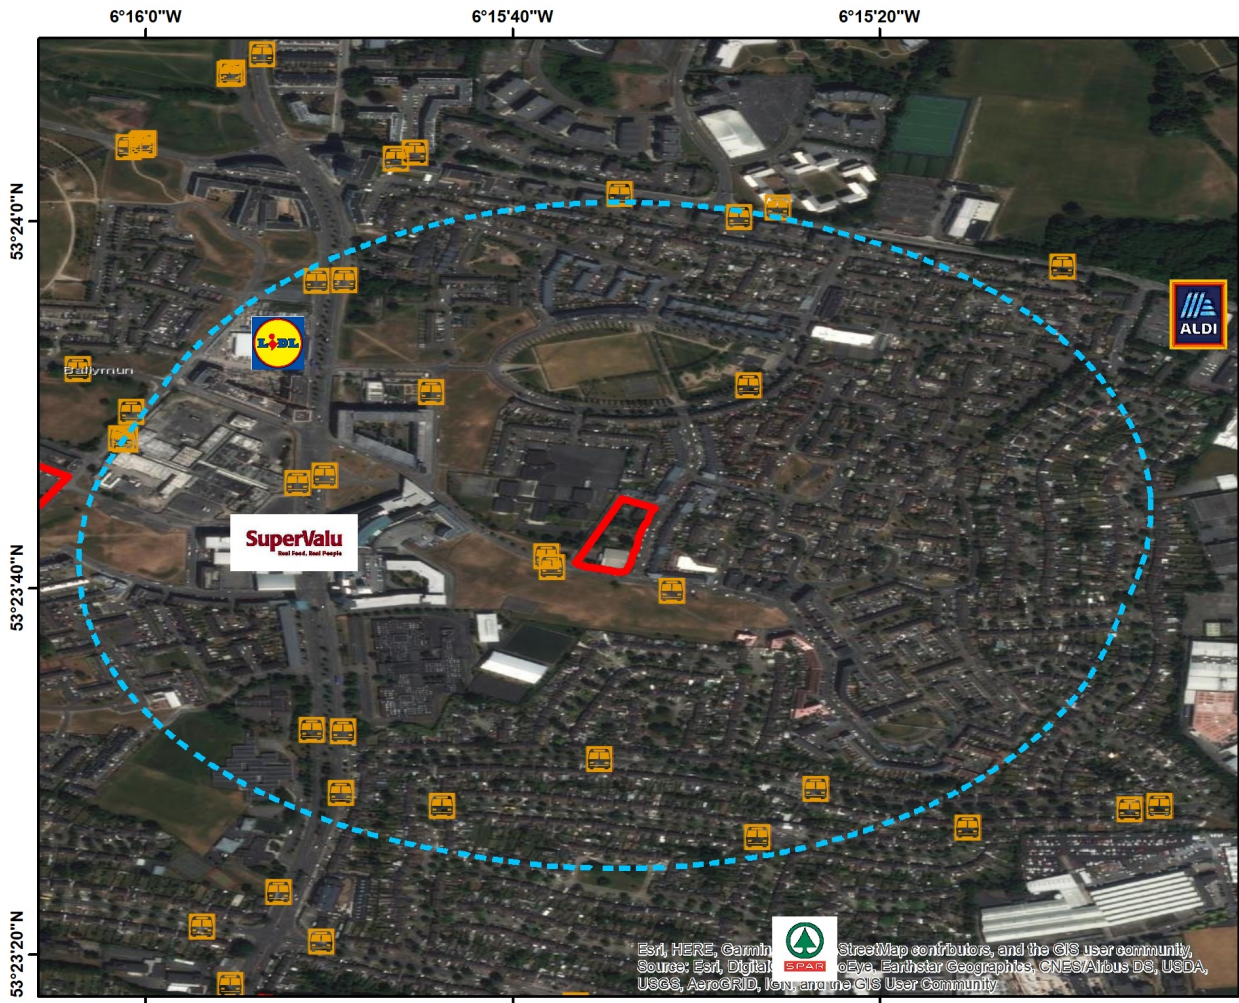 6°16'0"W
6°15'40"W
6°15'20"W
53°24'0"N
53°23'40"N
53°23'20"N
ALDI
LIDL
Ballymun
SuperValu
Real Food, Real People
SPAR
Esri, HERE, Garmin, StreetMap contributors, and the GIS user community,
Source: Esri, Digital oEye, Earthstar Geographics, CNES/Airbus DS, USDA,
USGS, AeroGRID, IGN, and the GIS User Community